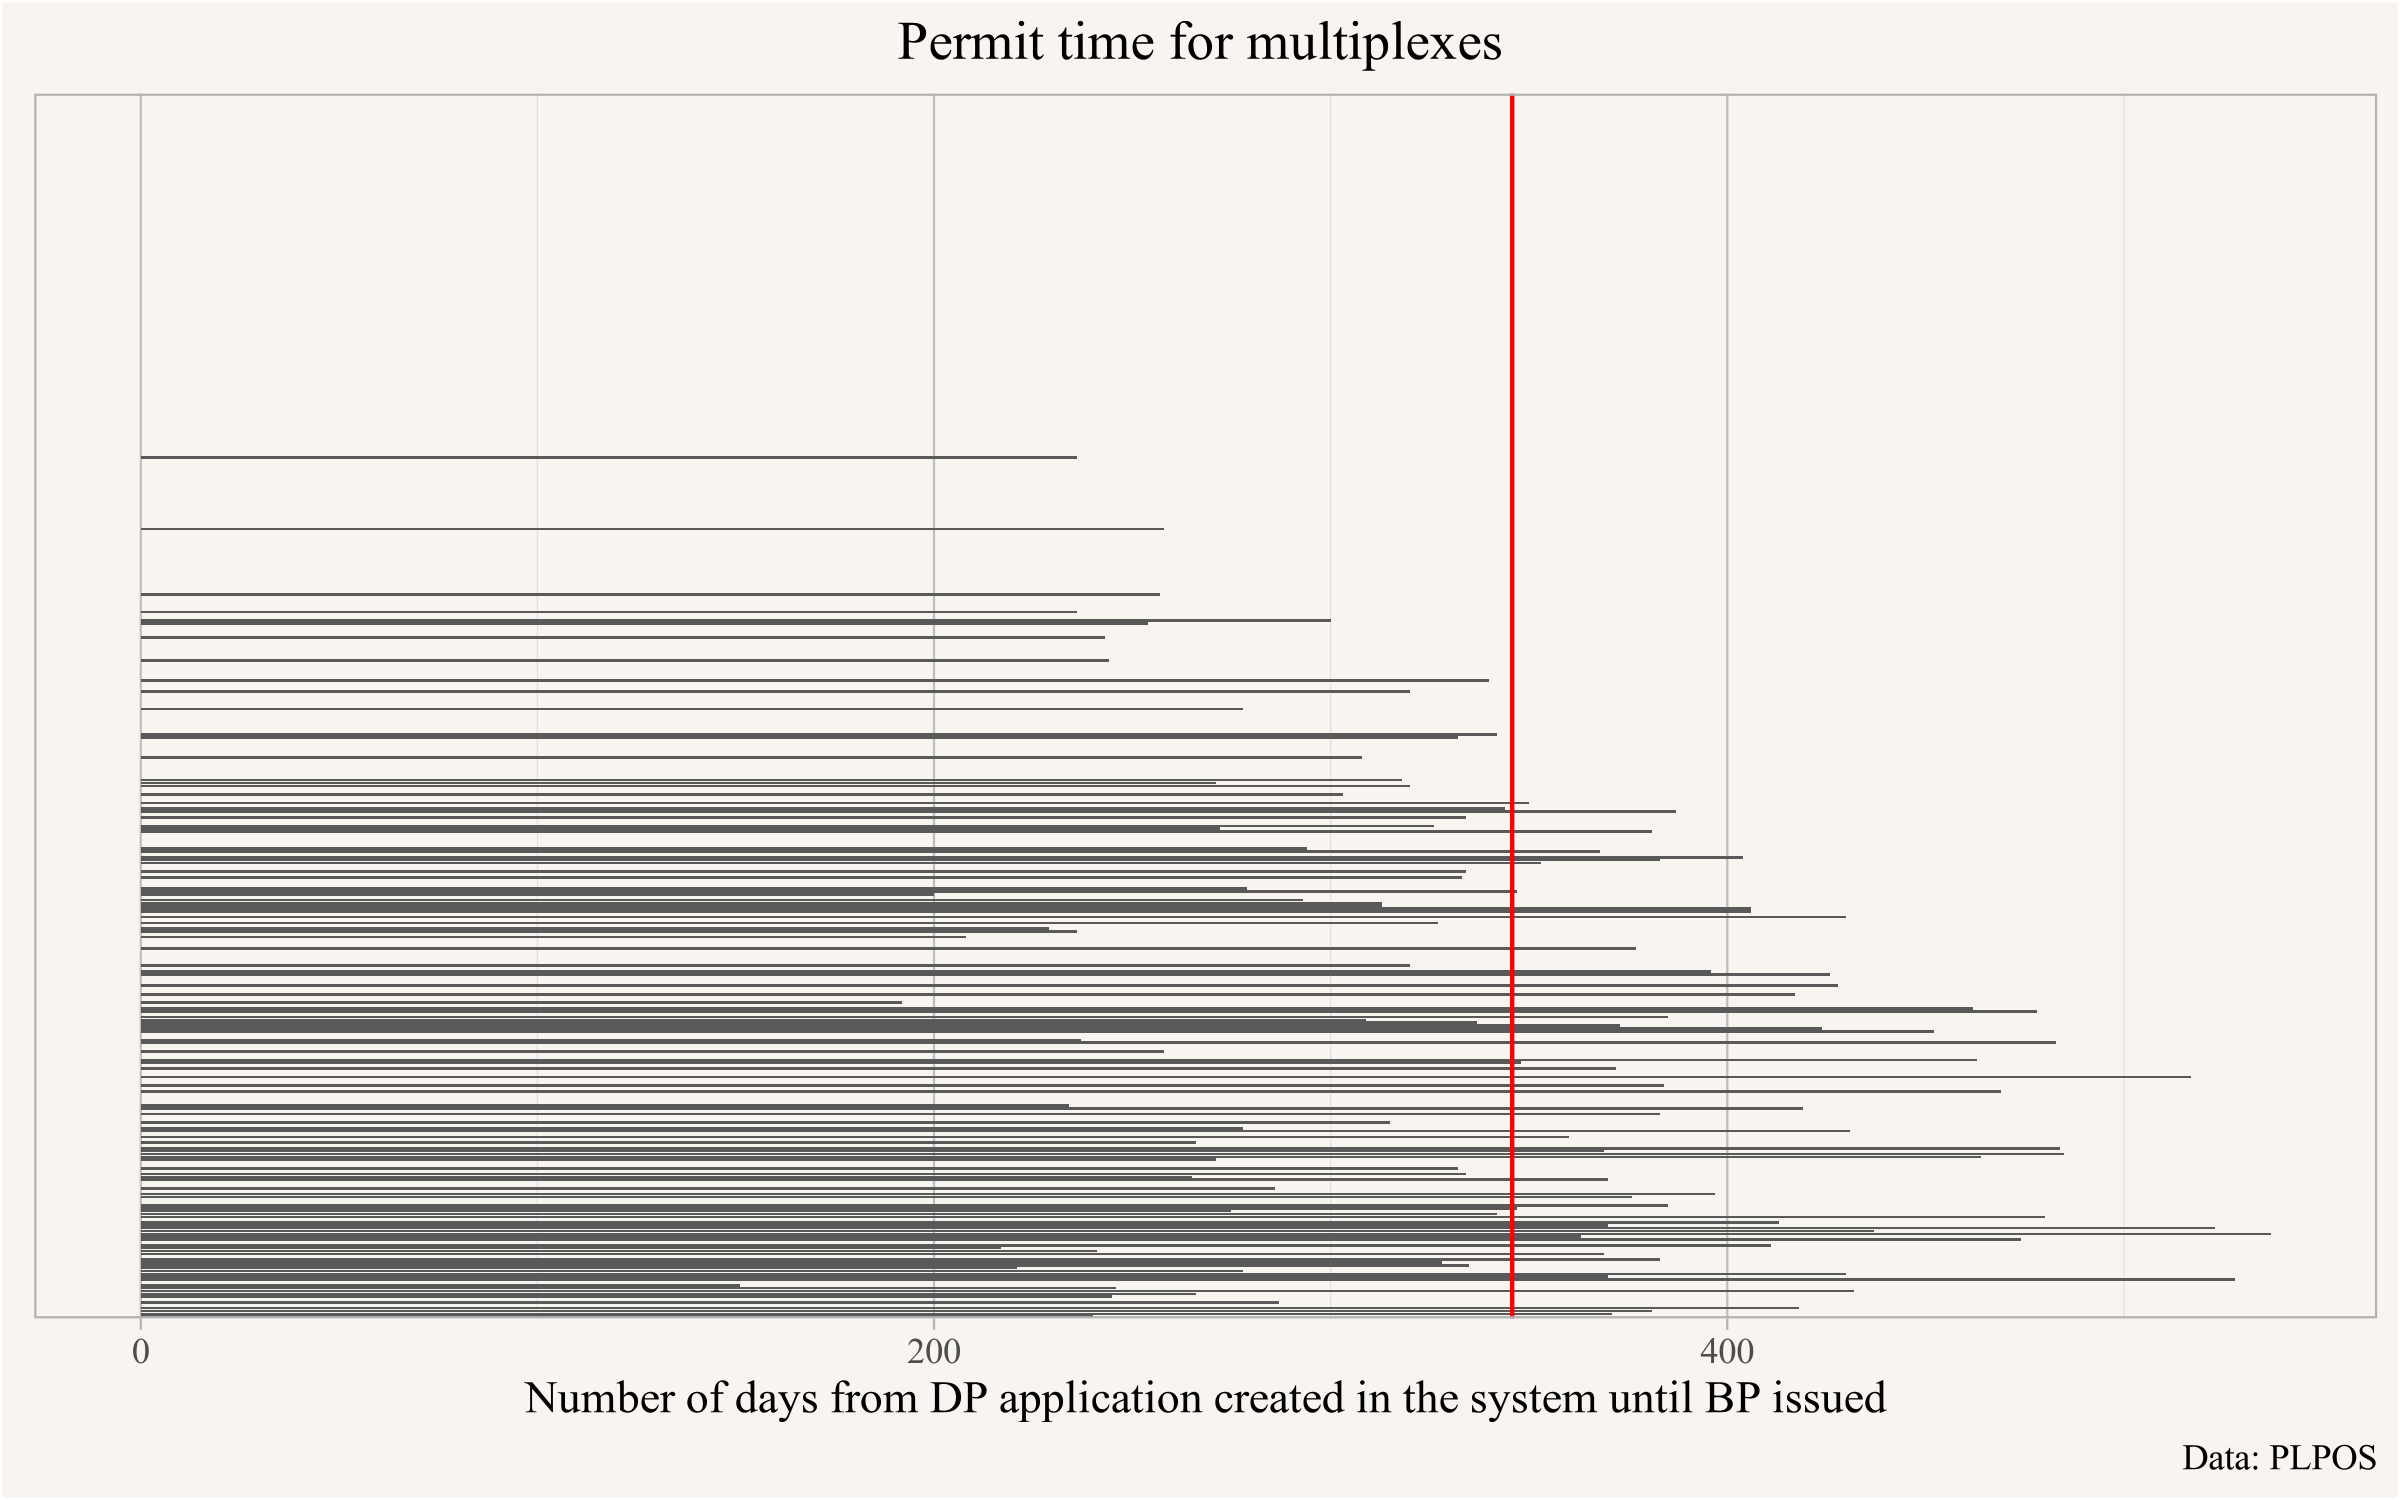 Permit time for multiplexes
0 200 400
Number of days from DP application created in the system until BP issued
Data: PLPOS